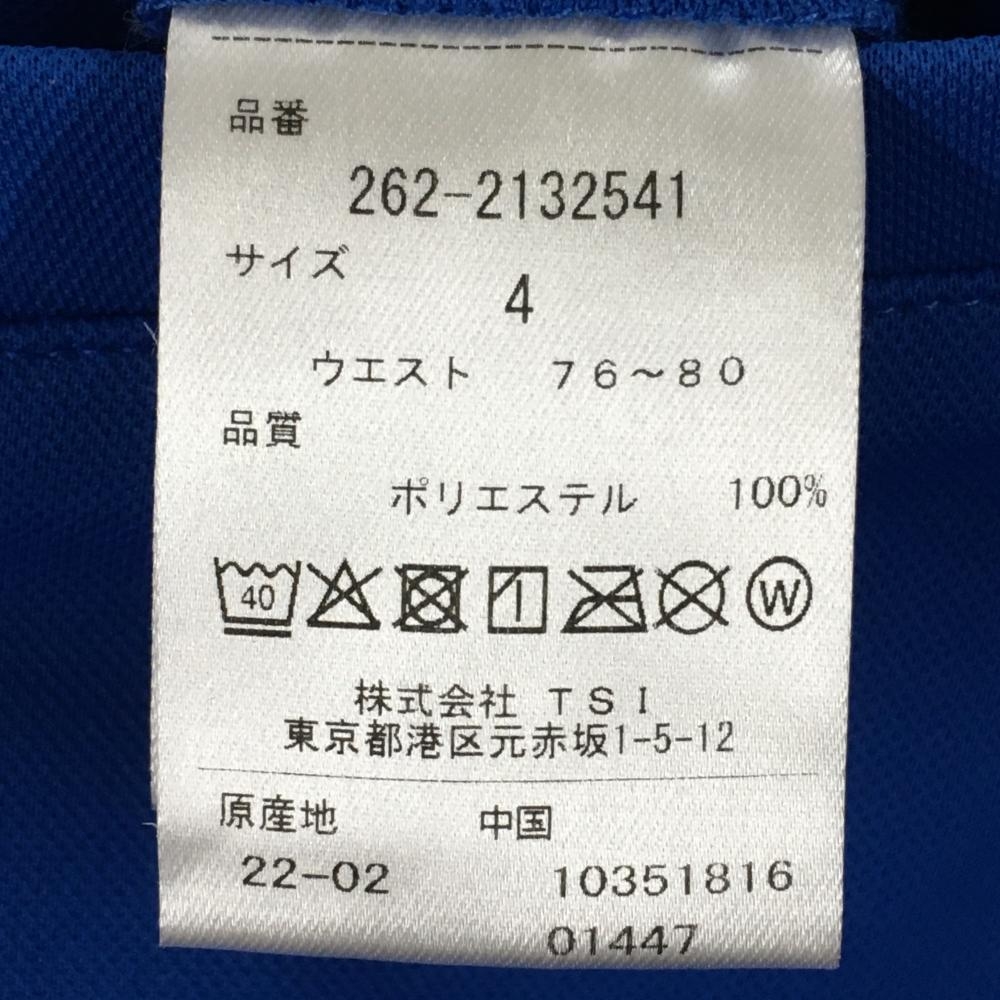 品番
262-2132541
サイズ
4
ウエスト 76～80
品質
ポリエステル 100%
40 W
株式会社 TSI
東京都港区元赤坂1-5-12
原産地 中国
22-02 10351816
01447